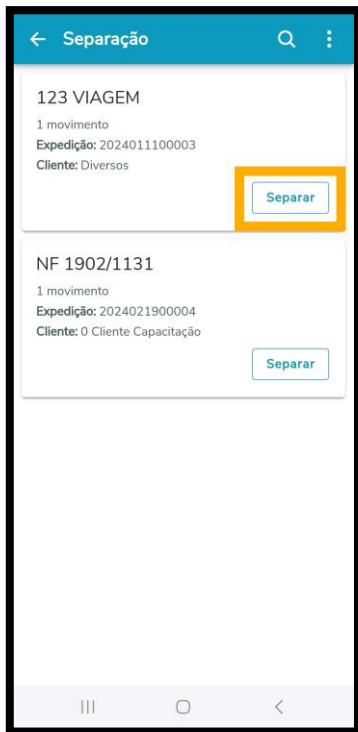 Separação
123 VIAGEM
1 movimento
Expedição: 2024011100003
Cliente: Diversos
Separar
NF 1902/1131
1 movimento
Expedição: 2024021900004
Cliente: 0 Cliente Capacitação
Separar